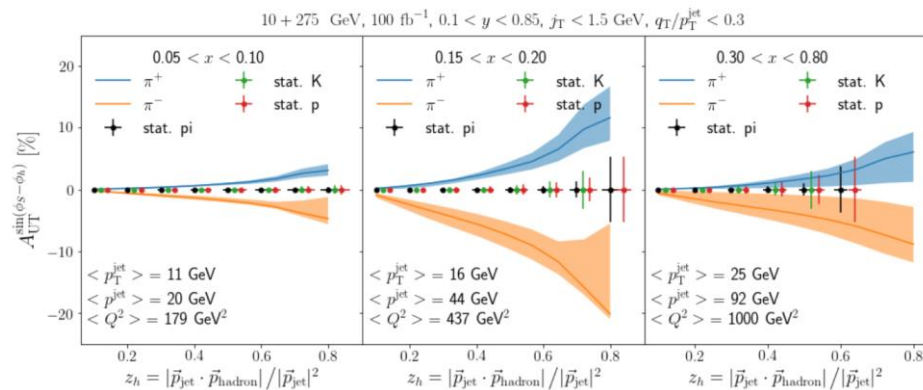 10 + 275 GeV, 100 fb⁻¹, 0.1 < y < 0.85, j_T < 1.5 GeV, q_T/p_T^jet < 0.3
A_UT^sin(φ_S−φ_h) [%]
20
10
0
−10
−20
0.05 < x < 0.10
π⁺
π⁻
stat. pi
stat. K
stat. p
< p_T^jet > = 11 GeV
< p^jet > = 20 GeV
< Q² > = 179 GeV²
0.2 0.4 0.6 0.8
z_h = |p⃗_jet · p⃗_hadron|/|p⃗_jet|²
0.15 < x < 0.20
π⁺
π⁻
stat. pi
stat. K
stat. p
< p_T^jet > = 16 GeV
< p^jet > = 44 GeV
< Q² > = 437 GeV²
0.2 0.4 0.6 0.8
z_h = |p⃗_jet · p⃗_hadron|/|p⃗_jet|²
0.30 < x < 0.80
π⁺
π⁻
stat. pi
stat. K
stat. p
< p_T^jet > = 25 GeV
< p^jet > = 92 GeV
< Q² > = 1000 GeV²
0.2 0.4 0.6 0.8
z_h = |p⃗_jet · p⃗_hadron|/|p⃗_jet|²